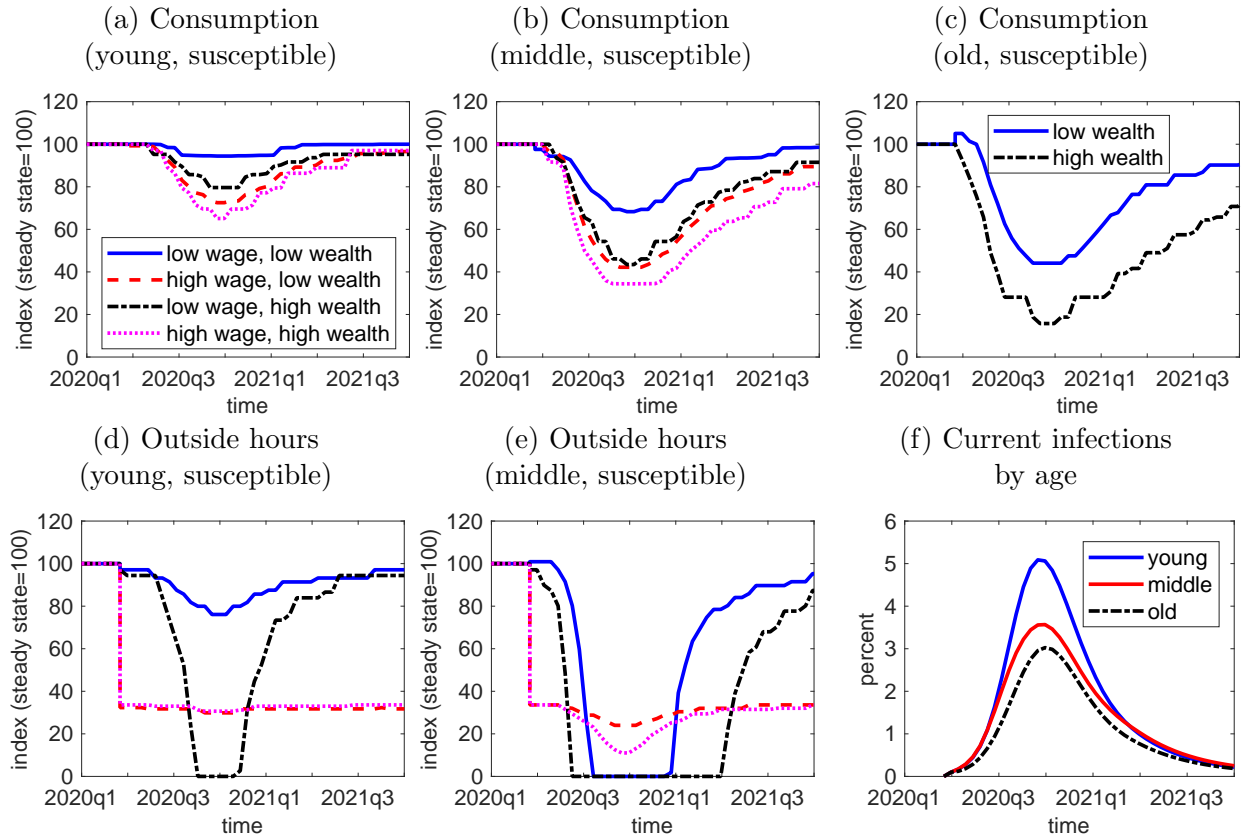 (a) Consumption
(young, susceptible)
index (steady state=100)
120
100
80
60
40
20
0
low wage, low wealth
high wage, low wealth
low wage, high wealth
high wage, high wealth
2020q1 2020q3 2021q1 2021q3
time
(b) Consumption
(middle, susceptible)
index (steady state=100)
120
100
80
60
40
20
0
2020q1 2020q3 2021q1 2021q3
time
(c) Consumption
(old, susceptible)
index (steady state=100)
120
100
80
60
40
20
0
low wealth
high wealth
2020q1 2020q3 2021q1 2021q3
time
(d) Outside hours
(young, susceptible)
index (steady state=100)
120
100
80
60
40
20
0
2020q1 2020q3 2021q1 2021q3
time
(e) Outside hours
(middle, susceptible)
index (steady state=100)
120
100
80
60
40
20
0
2020q1 2020q3 2021q1 2021q3
time
(f) Current infections
by age
percent
6
5
4
3
2
1
0
young
middle
old
2020q1 2020q3 2021q1 2021q3
time